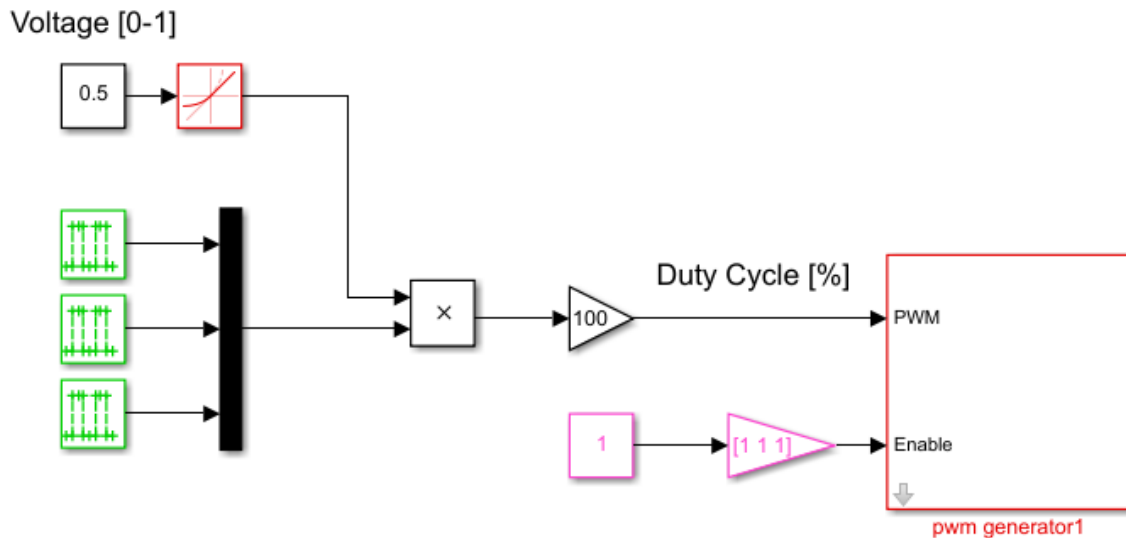 Voltage [0-1]
0.5
×
100
Duty Cycle [%]
PWM
1
[1 1 1]
Enable
pwm generator1